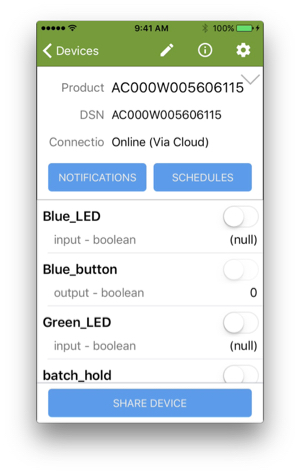 9:41 AM 100%
Devices
Product AC000W005606115
DSN AC000W005606115
Connectio Online (Via Cloud)
NOTIFICATIONS SCHEDULES
Blue_LED
input - boolean (null)
Blue_button
output - boolean 0
Green_LED
input - boolean (null)
batch_hold
SHARE DEVICE